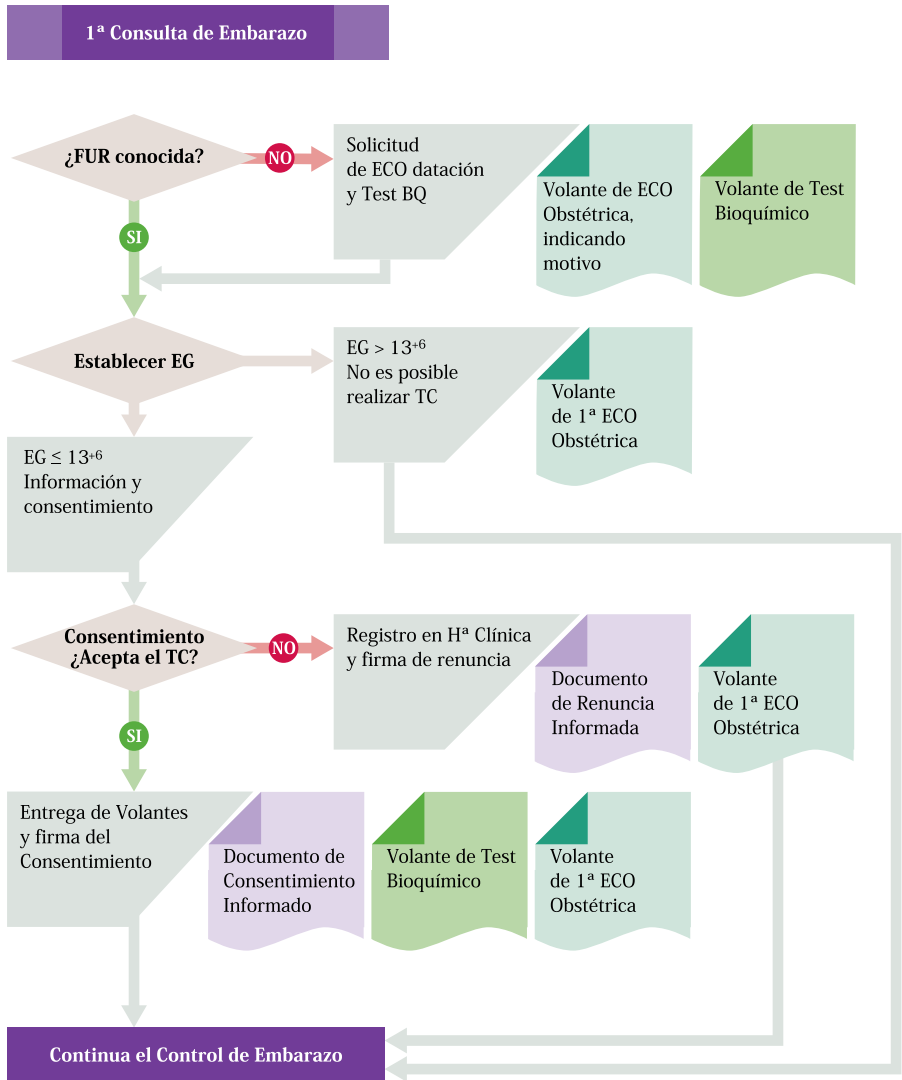 1ª Consulta de Embarazo
¿FUR conocida?
NO
Solicitud
de ECO datación
y Test BQ
Volante de ECO
Obstétrica,
indicando
motivo
Volante de Test
Bioquímico
SI
Establecer EG
EG > 13⁺⁶
No es posible
realizar TC
Volante
de 1ª ECO
Obstétrica
EG ≤ 13⁺⁶
Información y
consentimiento
Consentimiento
¿Acepta el TC?
NO
Registro en Hª Clínica
y firma de renuncia
Documento
de Renuncia
Informada
Volante
de 1ª ECO
Obstétrica
SI
Entrega de Volantes
y firma del
Consentimiento
Documento de
Consentimiento
Informado
Volante de Test
Bioquímico
Volante
de 1ª ECO
Obstétrica
Continua el Control de Embarazo